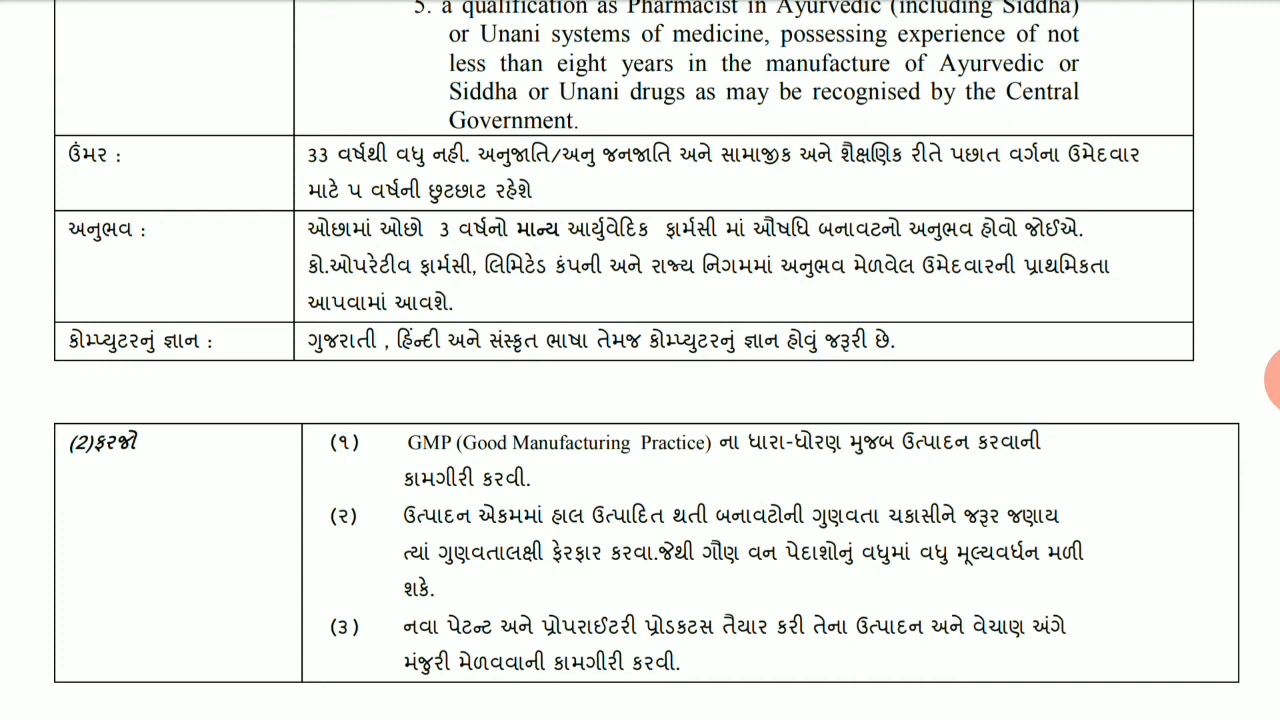 5. a qualification as Pharmacist in Ayurvedic (including Siddha)
or Unani systems of medicine, possessing experience of not
less than eight years in the manufacture of Ayurvedic or
Siddha or Unani drugs as may be recognised by the Central
Government.
ઉંમર :
33 વર્ષથી વધુ નહી. અનુજાતિ/અનુ જનજાતિ અને સામાજીક અને શૈક્ષણિક રીતે પછાત વર્ગના ઉમેદવાર
માટે ૫ વર્ષની છુટછાટ રહેશે
અનુભવ :
ઓછામાં ઓછો 3 વર્ષનો માન્ય આર્યુવેદિક ફાર્મસી માં ઔષધિ બનાવટનો અનુભવ હોવો જોઈએ.
કો.ઓપરેટીવ ફાર્મસી, લિમિટેડ કંપની અને રાજ્ય નિગમમાં અનુભવ મેળવેલ ઉમેદવારની પ્રાથમિકતા
આપવામાં આવશે.
કોમ્પ્યુટરનું જ્ઞાન :
ગુજરાતી , હિંન્દી અને સંસ્કૃત ભાષા તેમજ કોમ્પ્યુટરનું જ્ઞાન હોવું જરૂરી છે.
(2)ફરજો
(૧) GMP (Good Manufacturing Practice) ના ધારા-ધોરણ મુજબ ઉત્પાદન કરવાની
કામગીરી કરવી.
(૨) ઉત્પાદન એકમમાં હાલ ઉત્પાદિત થતી બનાવટોની ગુણવતા ચકાસીને જરૂર જણાય
ત્યાં ગુણવતાલક્ષી ફેરફાર કરવા.જેથી ગૌણ વન પેદાશોનું વધુમાં વધુ મૂલ્યવર્ધન મળી
શકે.
(૩) નવા પેટન્ટ અને પ્રોપરાઈટરી પ્રોડકટસ તૈયાર કરી તેના ઉત્પાદન અને વેચાણ અંગે
મંજુરી મેળવવાની કામગીરી કરવી.